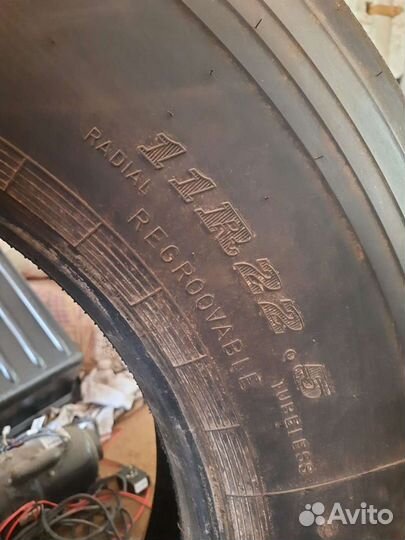 11R22.5
RADIAL TUBELESS
REGROOVABLE
Avito